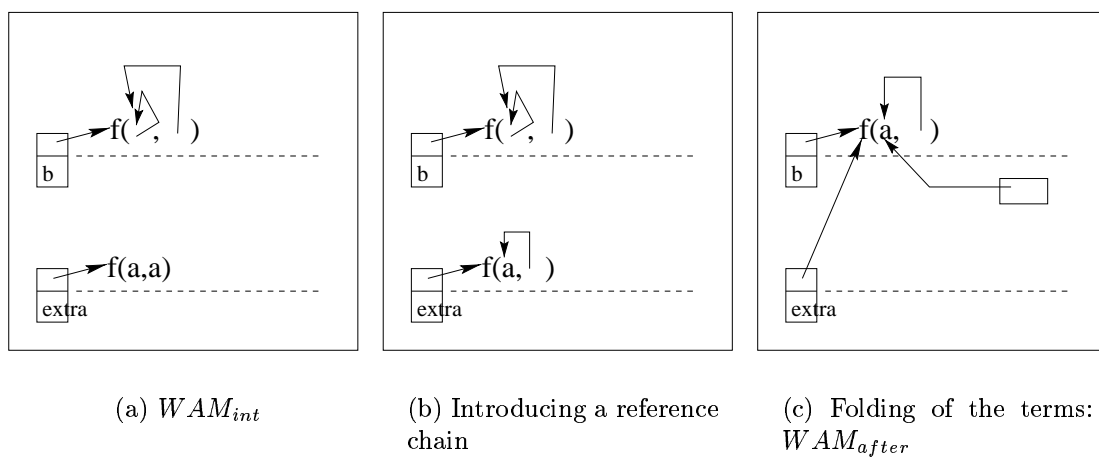 f( , )
b
f(a,a)
extra
f( , )
b
f(a, )
extra
f(a, )
b
extra
(a) WAM_int
(b) Introducing a reference
chain
(c) Folding of the terms:
WAM_after